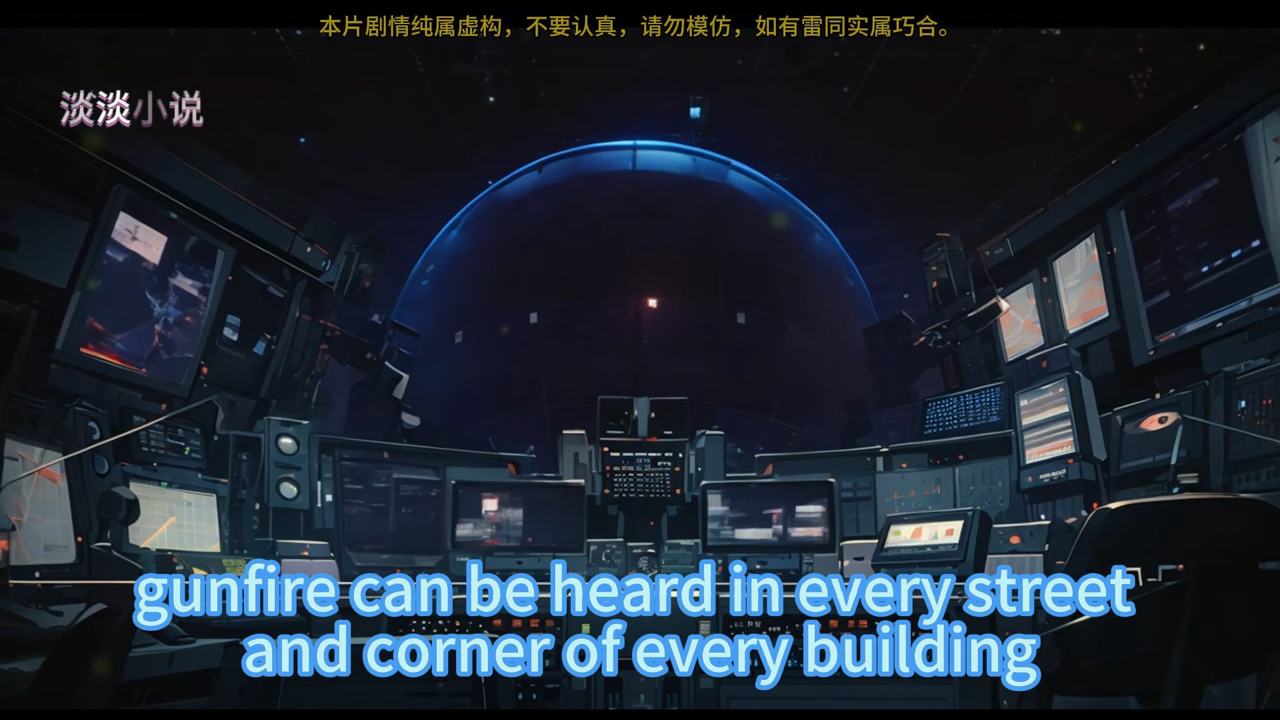 本片剧情纯属虚构，不要认真，请勿模仿，如有雷同实属巧合。
淡淡小说
gunfire can be heard in every street
and corner of every building